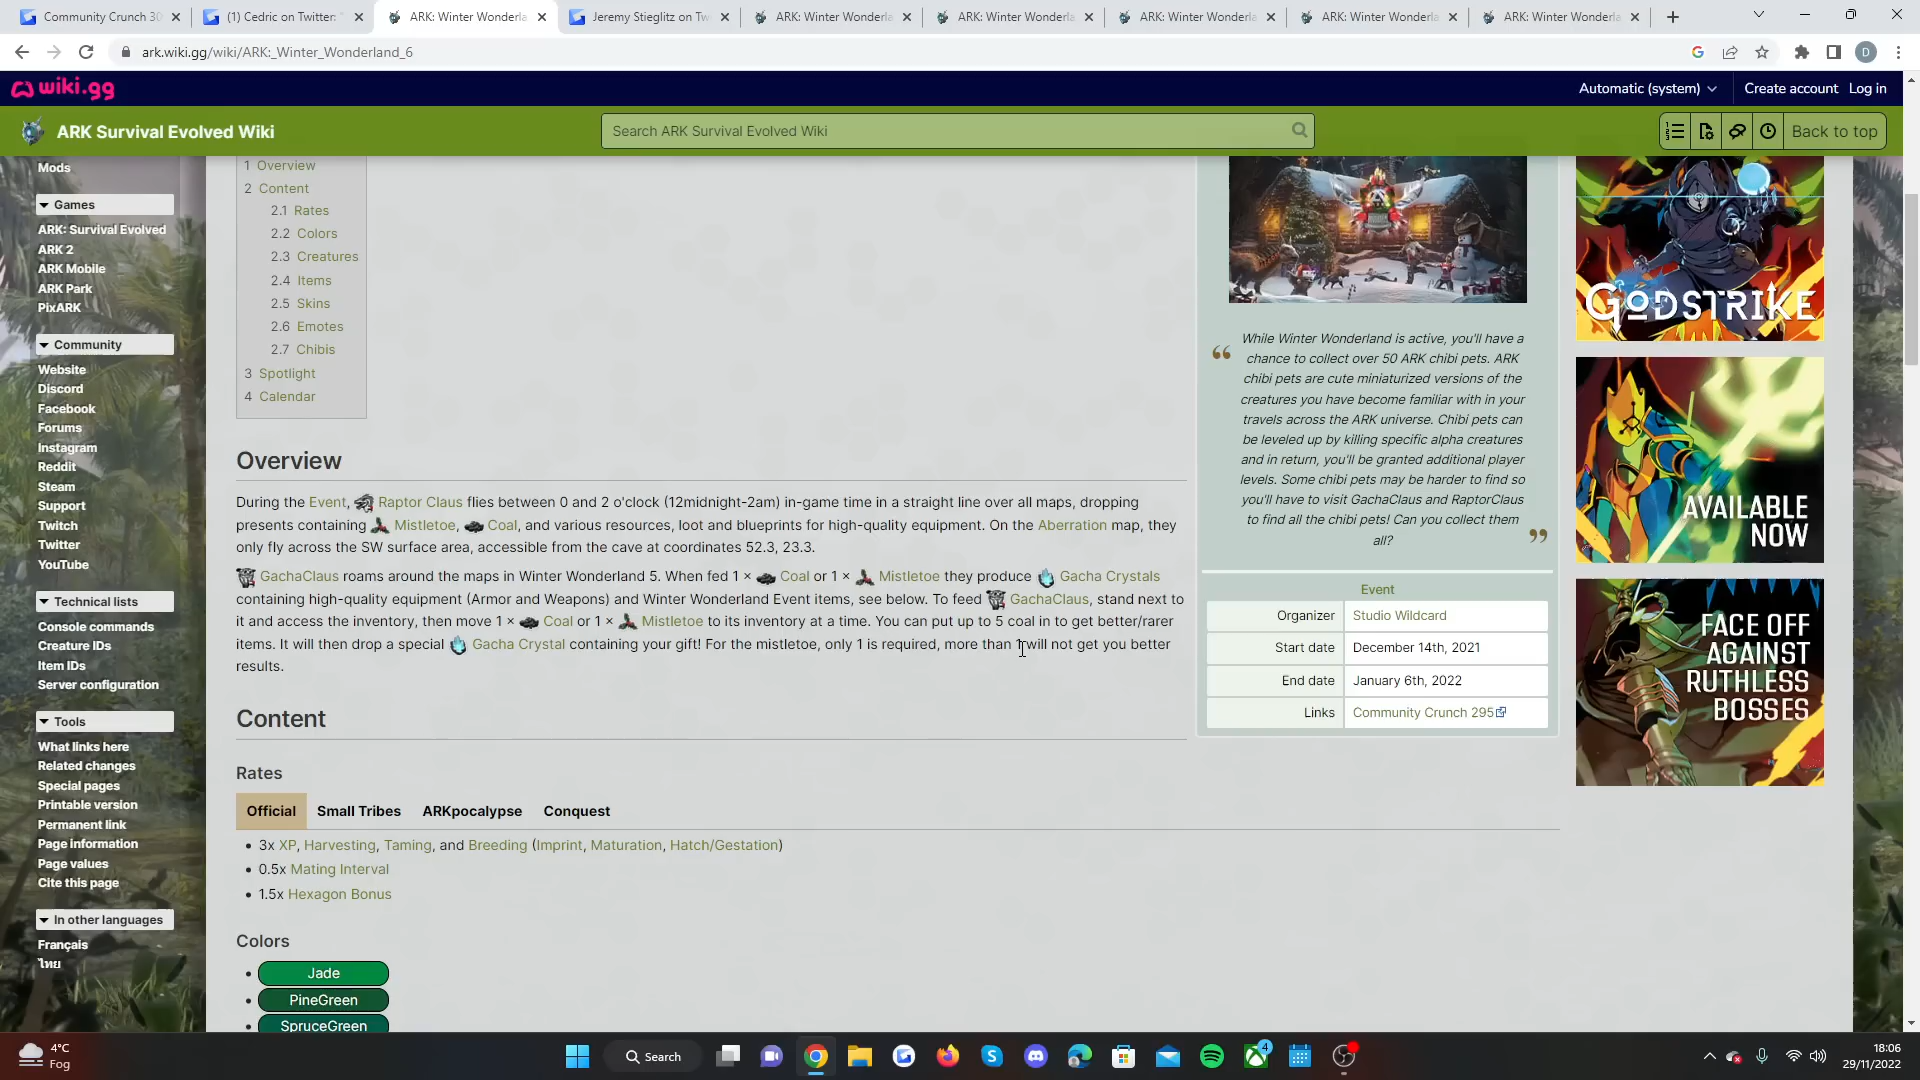 Community Crunch 30
(1) Cedric on Twitter: "
ARK: Winter Wonderla
Jeremy Stieglitz on Tw
ARK: Winter Wonderla
ARK: Winter Wonderla
ARK: Winter Wonderla
ARK: Winter Wonderla
ARK: Winter Wonderla
ark.wiki.gg/wiki/ARK:_Winter_Wonderland_6
D
wiki.gg
Automatic (system)
Create account
Log in
ARK Survival Evolved Wiki
Search ARK Survival Evolved Wiki
Back to top
Mods
Games
ARK: Survival Evolved
ARK 2
ARK Mobile
ARK Park
PixARK
Community
Website
Discord
Facebook
Forums
Instagram
Reddit
Steam
Support
Twitch
Twitter
YouTube
Technical lists
Console commands
Creature IDs
Item IDs
Server configuration
Tools
What links here
Related changes
Special pages
Printable version
Permanent link
Page information
Page values
Cite this page
In other languages
Français
ไทย
1 Overview
2 Content
2.1 Rates
2.2 Colors
2.3 Creatures
2.4 Items
2.5 Skins
2.6 Emotes
2.7 Chibis
3 Spotlight
4 Calendar
Overview
During the Event, Raptor Claus flies between 0 and 2 o'clock (12midnight-2am) in-game time in a straight line over all maps, dropping
presents containing Mistletoe, Coal, and various resources, loot and blueprints for high-quality equipment. On the Aberration map, they
only fly across the SW surface area, accessible from the cave at coordinates 52.3, 23.3.
GachaClaus roams around the maps in Winter Wonderland 5. When fed 1 × Coal or 1 × Mistletoe they produce Gacha Crystals
containing high-quality equipment (Armor and Weapons) and Winter Wonderland Event items, see below. To feed GachaClaus, stand next to
it and access the inventory, then move 1 × Coal or 1 × Mistletoe to its inventory at a time. You can put up to 5 coal in to get better/rarer
items. It will then drop a special Gacha Crystal containing your gift! For the mistletoe, only 1 is required, more than 1 will not get you better
results.
Content
Rates
Official
Small Tribes
ARKpocalypse
Conquest
• 3x XP, Harvesting, Taming, and Breeding (Imprint, Maturation, Hatch/Gestation)
• 0.5x Mating Interval
• 1.5x Hexagon Bonus
Colors
• Jade
• PineGreen
• SpruceGreen
“ While Winter Wonderland is active, you'll have a
chance to collect over 50 ARK chibi pets. ARK
chibi pets are cute miniaturized versions of the
creatures you have become familiar with in your
travels across the ARK universe. Chibi pets can
be leveled up by killing specific alpha creatures
and in return, you'll be granted additional player
levels. Some chibi pets may be harder to find so
you'll have to visit GachaClaus and RaptorClaus
to find all the chibi pets! Can you collect them
all? ”
Event
Organizer Studio Wildcard
Start date December 14th, 2021
End date January 6th, 2022
Links Community Crunch 295
GODSTRIKE
AVAILABLE
NOW
FACE OFF
AGAINST
RUTHLESS
BOSSES
4°C
Fog
Search
4
18:06
29/11/2022